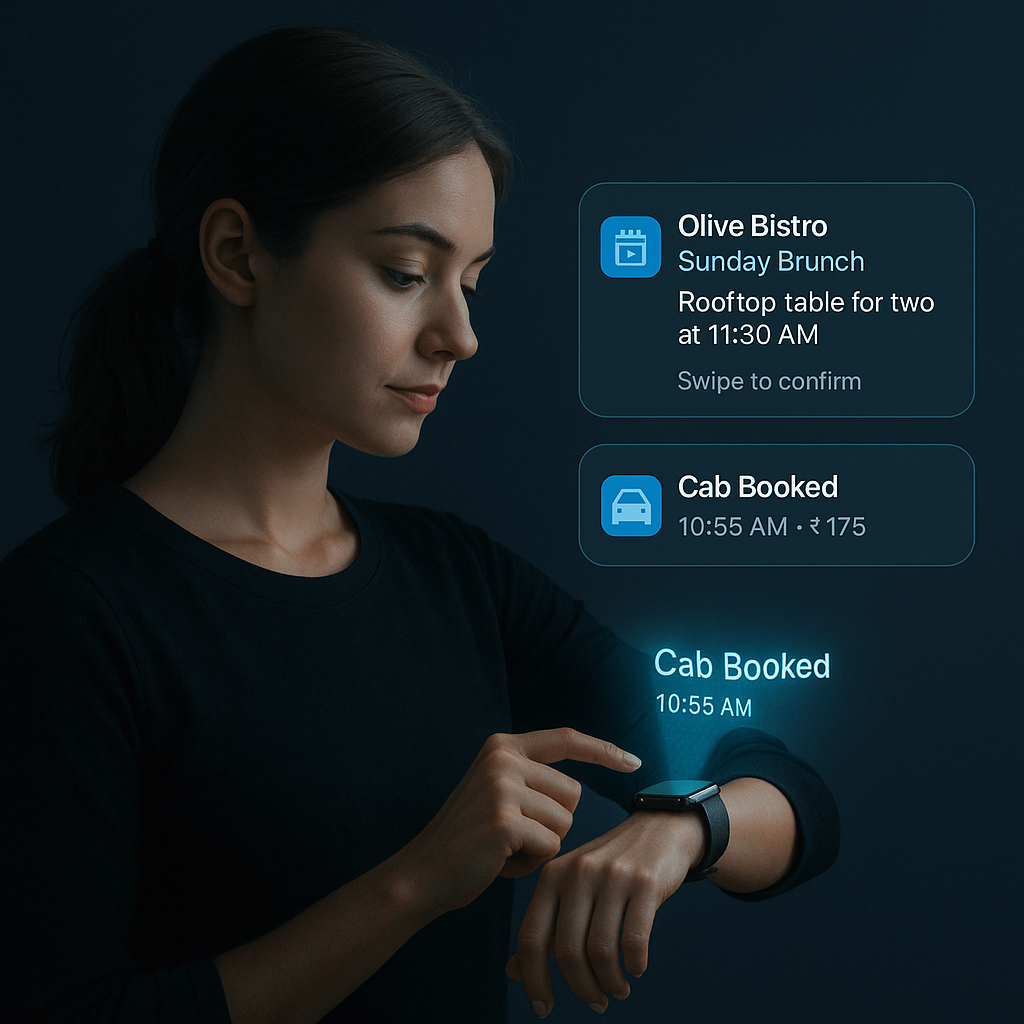 Olive Bistro
Sunday Brunch
Rooftop table for two
at 11:30 AM
Swipe to confirm
Cab Booked
10:55 AM • ₹ 175
Cab Booked
10:55 AM